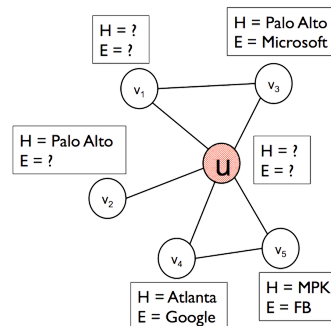 H = Palo Alto
E = Microsoft
H = ?
E = ?
v1
v3
H = Palo Alto
E = ?
u
H = ?
E = ?
v2
v4
v5
H = MPK
E = FB
H = Atlanta
E = Google